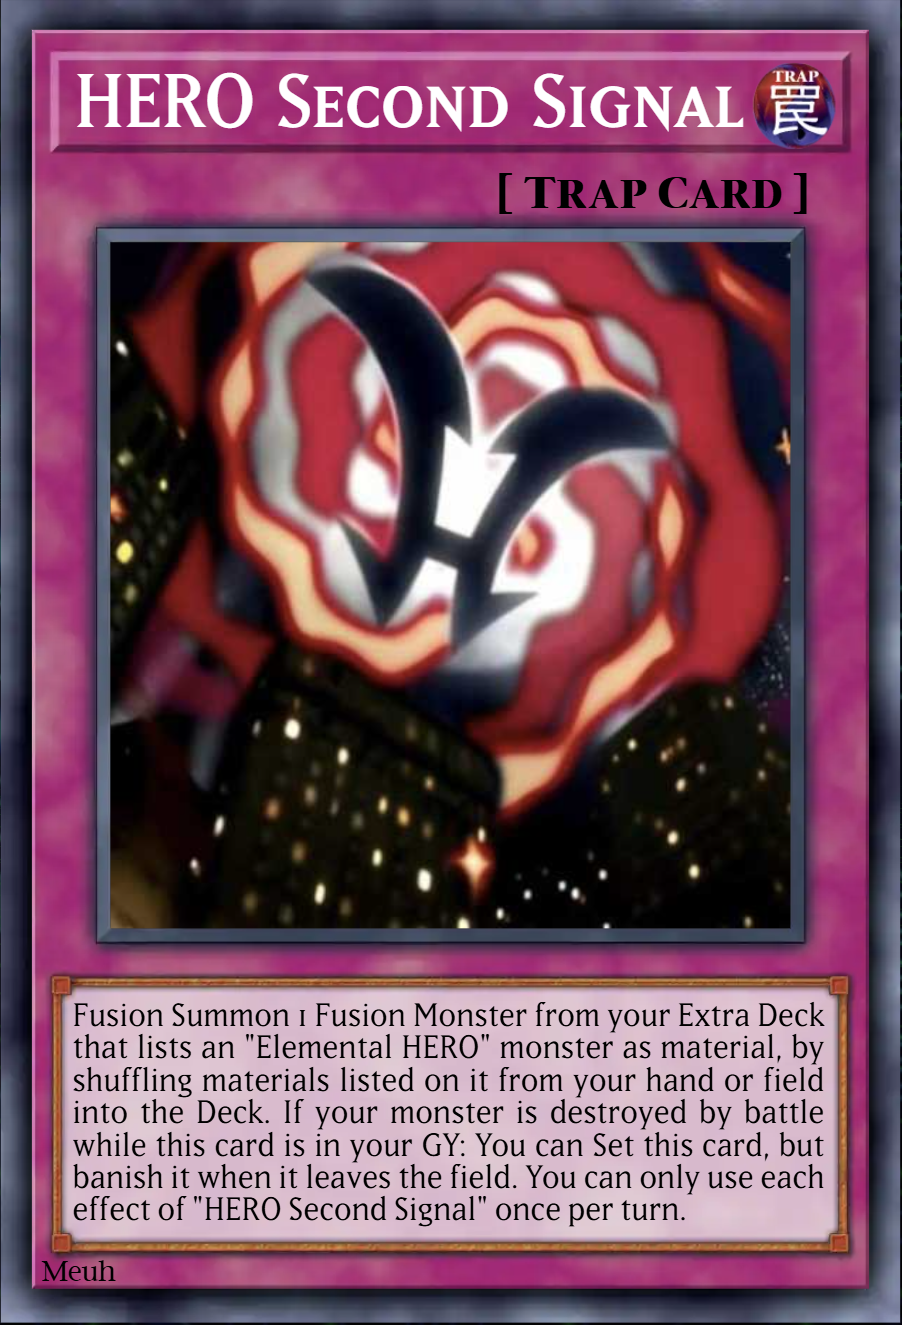 HERO Second Signal
TRAP
罠
[ Trap Card ]
Fusion Summon 1 Fusion Monster from your Extra Deck
that lists an "Elemental HERO" monster as material, by
shuffling materials listed on it from your hand or field
into the Deck. If your monster is destroyed by battle
while this card is in your GY: You can Set this card, but
banish it when it leaves the field. You can only use each
effect of "HERO Second Signal" once per turn.
Meuh